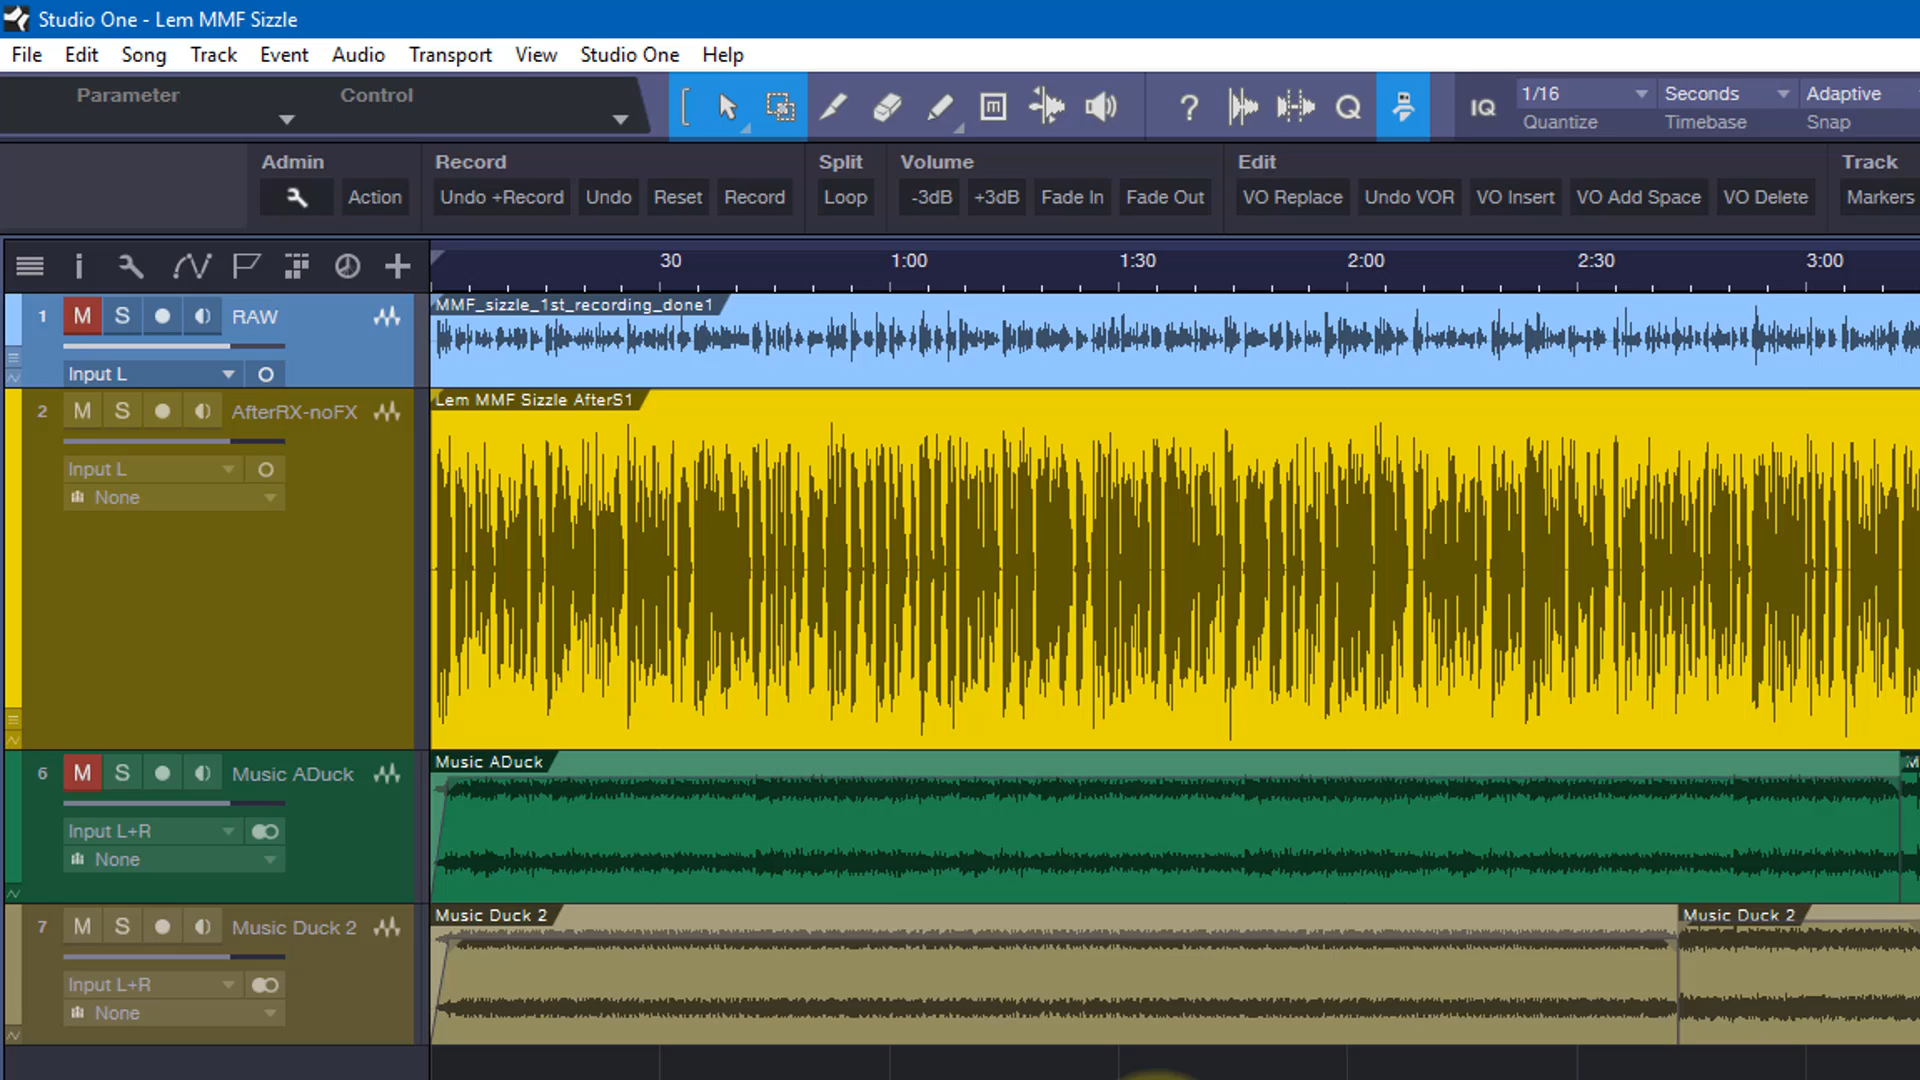 Studio One - Lem MMF Sizzle
File Edit Song Track Event Audio Transport View Studio One Help
Parameter Control
? Q IQ 1/16 Seconds Adaptive
Quantize Timebase Snap
Admin Record Split Volume Edit Track
Action Undo +Record Undo Reset Record Loop -3dB +3dB Fade In Fade Out VO Replace Undo VOR VO Insert VO Add Space VO Delete Markers
30 1:00 1:30 2:00 2:30 3:00
1 M S RAW
MMF_sizzle_1st_recording_done1
Input L
2 M S AfterRX-noFX
Lem MMF Sizzle AfterS1
Input L
None
6 M S Music ADuck
Music ADuck
M
Input L+R
None
7 M S Music Duck 2
Music Duck 2 Music Duck 2
Input L+R
None